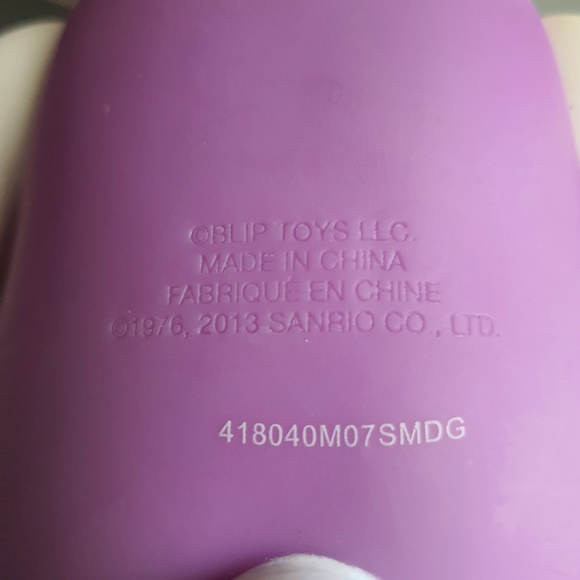 ©BLIP TOYS LLC.
MADE IN CHINA
FABRIQUÉ EN CHINE
©1976, 2013 SANRIO CO., LTD.
418040M07SMDG